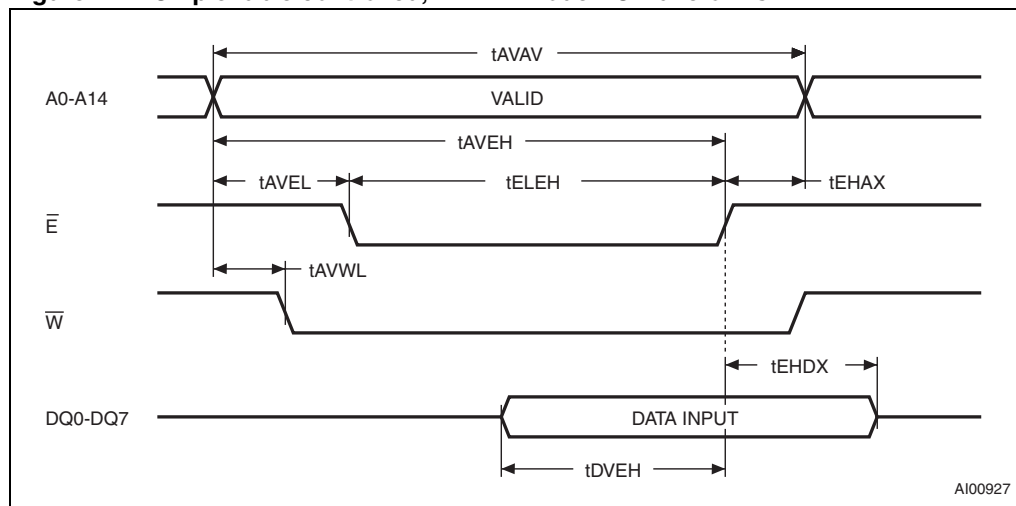 tAVAV
A0-A14
VALID
tAVEH
tAVEL
tELEH
tEHAX
E
tAVWL
W
tEHDX
DQ0-DQ7
DATA INPUT
tDVEH
AI00927